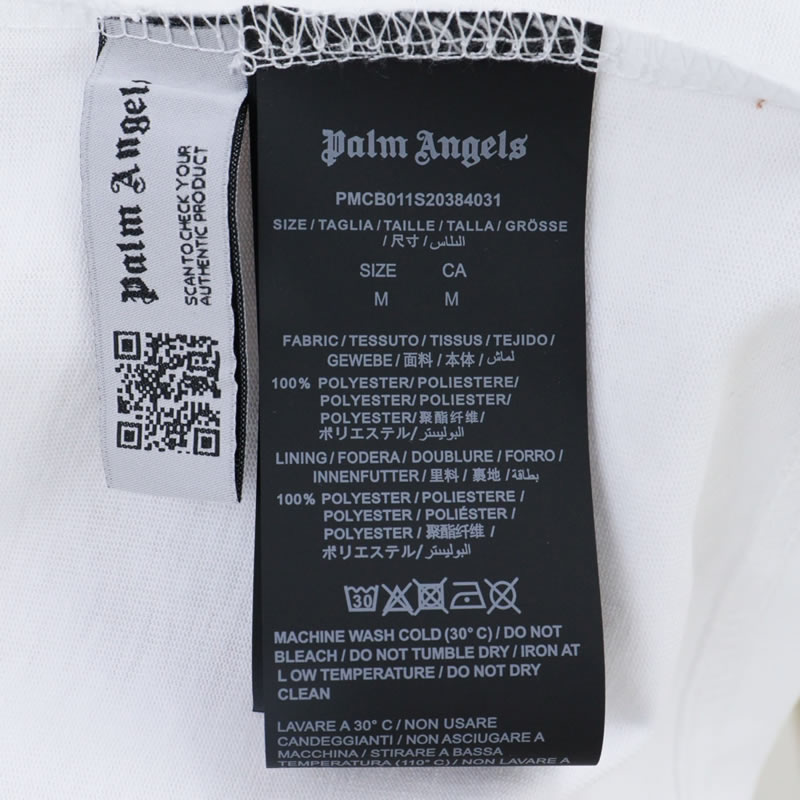 Palm Angels
SCAN TO CHECK YOUR
AUTHENTIC PRODUCT
Palm Angels
PMCB011S20384031
SIZE / TAGLIA / TAILLE / TALLA / GRÖSSE
/ 尺寸 /
SIZE CA
M M
FABRIC / TESSUTO / TISSUS / TEJIDO /
GEWEBE / 面料 / 本体 / لماش
100% POLYESTER/ POLIESTERE/
POLYESTER/ POLIESTER/
POLYESTER/ 聚酯纤维/
ポリエステル/ البوليستر
LINING / FODERA / DOUBLURE / FORRO /
INNENFUTTER / 里料 / 裏地 / بطاقة/
100% POLYESTER / POLIESTERE /
POLYESTER / POLIÉSTER /
POLYESTER / 聚酯纤维 /
ポリエステル/ البوليستر
30
MACHINE WASH COLD (30° C) / DO NOT
BLEACH / DO NOT TUMBLE DRY / IRON AT
L OW TEMPERATURE / DO NOT DRY
CLEAN
LAVARE A 30° C / NON USARE
CANDEGGIANTI / NON ASCIUGARE A
MACCHINA / STIRARE A BASSA
TEMPERATURA (110° C) / NON LAVARE A